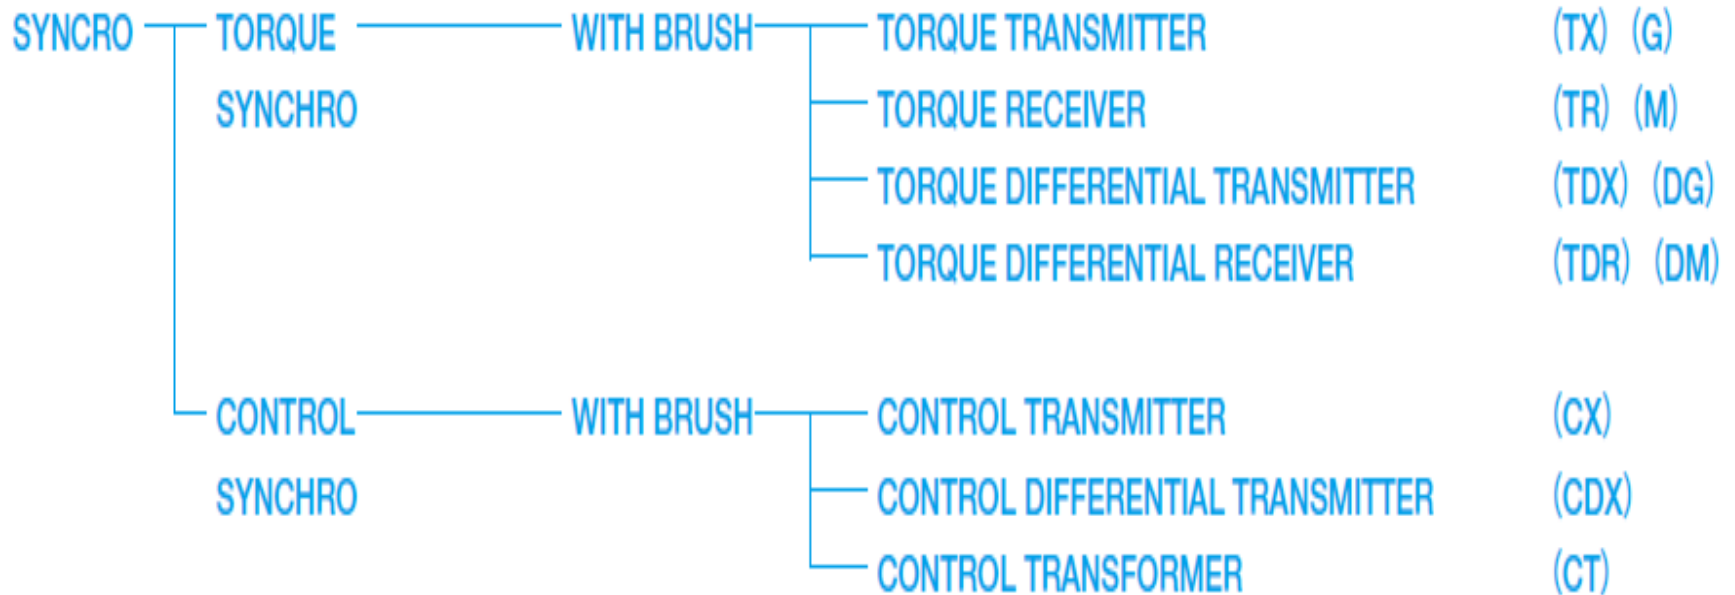 SYNCRO TORQUE WITH BRUSH TORQUE TRANSMITTER (TX) (G)
SYNCHRO TORQUE RECEIVER (TR) (M)
TORQUE DIFFERENTIAL TRANSMITTER (TDX) (DG)
TORQUE DIFFERENTIAL RECEIVER (TDR) (DM)
CONTROL WITH BRUSH CONTROL TRANSMITTER (CX)
SYNCHRO CONTROL DIFFERENTIAL TRANSMITTER (CDX)
CONTROL TRANSFORMER (CT)